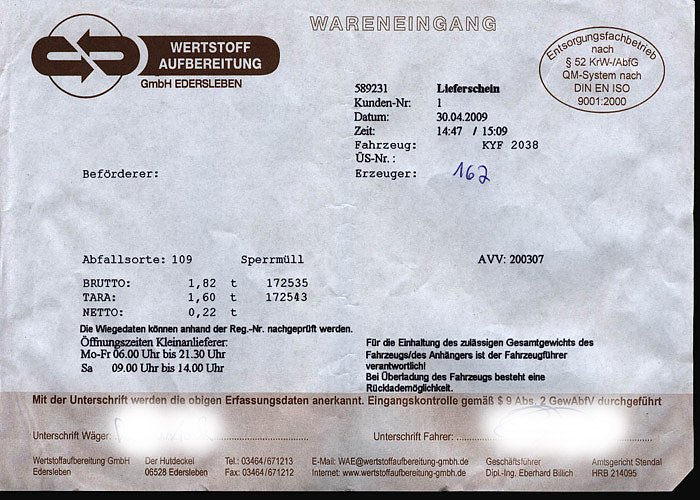 WARENEINGANG
WERTSTOFF
AUFBEREITUNG
GmbH EDERSLEBEN
Entsorgungsfachbetrieb
nach
§ 52 KrW-/AbfG
QM-System nach
DIN EN ISO
9001:2000
589231 Lieferschein
Kunden-Nr: 1
Datum: 30.04.2009
Zeit: 14:47 / 15:09
Fahrzeug: KYF 2038
ÜS-Nr.:
Beförderer:
Erzeuger: 162
Abfallsorte: 109 Sperrmüll AVV: 200307
BRUTTO: 1,82 t 172535
TARA: 1,60 t 172543
NETTO: 0,22 t
Die Wiegedaten können anhand der Reg.-Nr. nachgeprüft werden.
Öffnungszeiten Kleinanlieferer:
Mo-Fr 06.00 Uhr bis 21.30 Uhr
Sa 09.00 Uhr bis 14.00 Uhr
Für die Einhaltung des zulässigen Gesamtgewichts des
Fahrzeugs/des Anhängers ist der Fahrzeugführer
verantwortlich!
Bei Überladung des Fahrzeugs besteht eine
Rücklademöglichkeit.
Mit der Unterschrift werden die obigen Erfassungsdaten anerkannt. Eingangskontrolle gemäß § 9 Abs. 2 GewAbfV durchgeführt
Unterschrift Wäger:
Unterschrift Fahrer:
Wertstoffaufbereitung GmbH Der Hutdeckel Tel.: 03464/671213 E-Mail: WAE@wertstoffaufbereitung-gmbh.de Geschäftsführer Amtsgericht Stendal
Edersleben 06528 Edersleben Fax: 03464/671212 Internet: www.wertstoffaufbereitung-gmbh.de Dipl.-Ing. Eberhard Billich HRB 214095